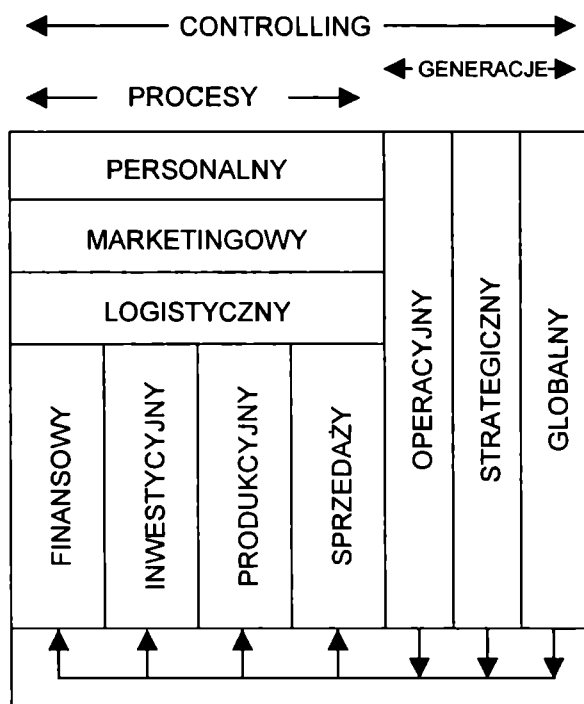 CONTROLLING
GENERACJE
PROCESY
PERSONALNY
MARKETINGOWY
LOGISTYCZNY
FINANSOWY
INWESTYCYJNY
PRODUKCYJNY
SPRZEDAŻY
OPERACYJNY
STRATEGICZNY
GLOBALNY